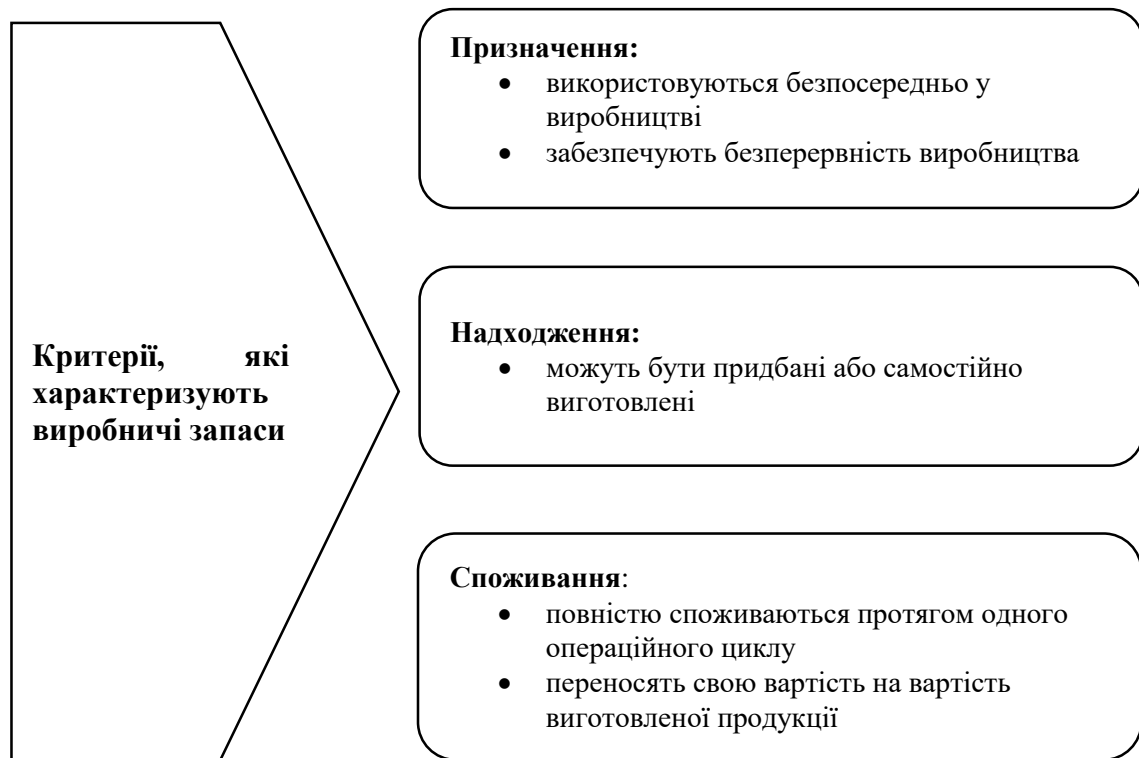 Критерії, які
характеризують
виробничі запаси
Призначення:
• використовуються безпосередньо у
виробництві
• забезпечують безперервність виробництва
Надходження:
• можуть бути придбані або самостійно
виготовлені
Споживання:
• повністю споживаються протягом одного
операційного циклу
• переносять свою вартість на вартість
виготовленої продукції